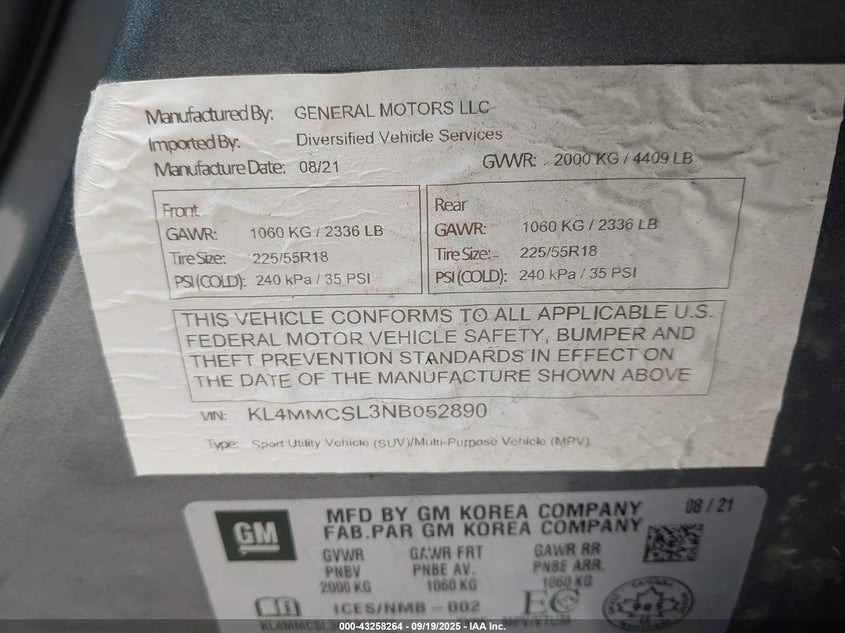 Manufactured By: GENERAL MOTORS LLC
Imported By: Diversified Vehicle Services
Manufacture Date: 08/21 GVWR: 2000 KG / 4409 LB
Front
GAWR: 1060 KG / 2336 LB
Tire Size: 225/55R18
PSI (COLD): 240 kPa / 35 PSI
Rear
GAWR: 1060 KG / 2336 LB
Tire Size: 225/55R18
PSI (COLD): 240 kPa / 35 PSI
THIS VEHICLE CONFORMS TO ALL APPLICABLE U.S.
FEDERAL MOTOR VEHICLE SAFETY, BUMPER AND
THEFT PREVENTION STANDARDS IN EFFECT ON
THE DATE OF THE MANUFACTURE SHOWN ABOVE
VIN: KL4MMCSL3NB052890
Type: Sport Utility Vehicle (SUV)/Multi-Purpose Vehicle (MPV)
GM
MFD BY GM KOREA COMPANY 08 / 21
FAB.PAR GM KOREA COMPANY
GVWR GAWR FRT GAWR RR
PNBV PNBE AV. PNBE ARR.
2000 KG 1060 KG 1060 KG
ICES/NMB-002 EC
CANADA
KL4MMCSL3 MPV/VTUM
000-43258264 - 09/19/2025 - IAA Inc.